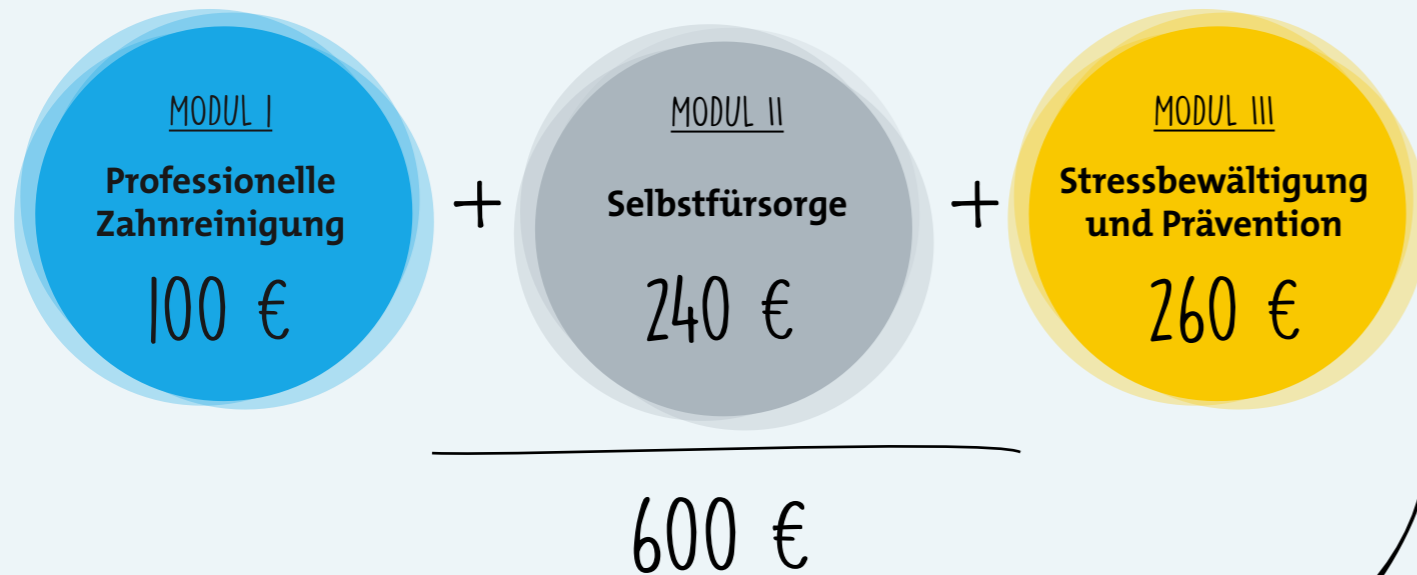 MODUL I
Professionelle
Zahnreinigung
100 €
+
MODUL II
Selbstfürsorge
240 €
+
MODUL III
Stressbewältigung
und Prävention
260 €
600 €